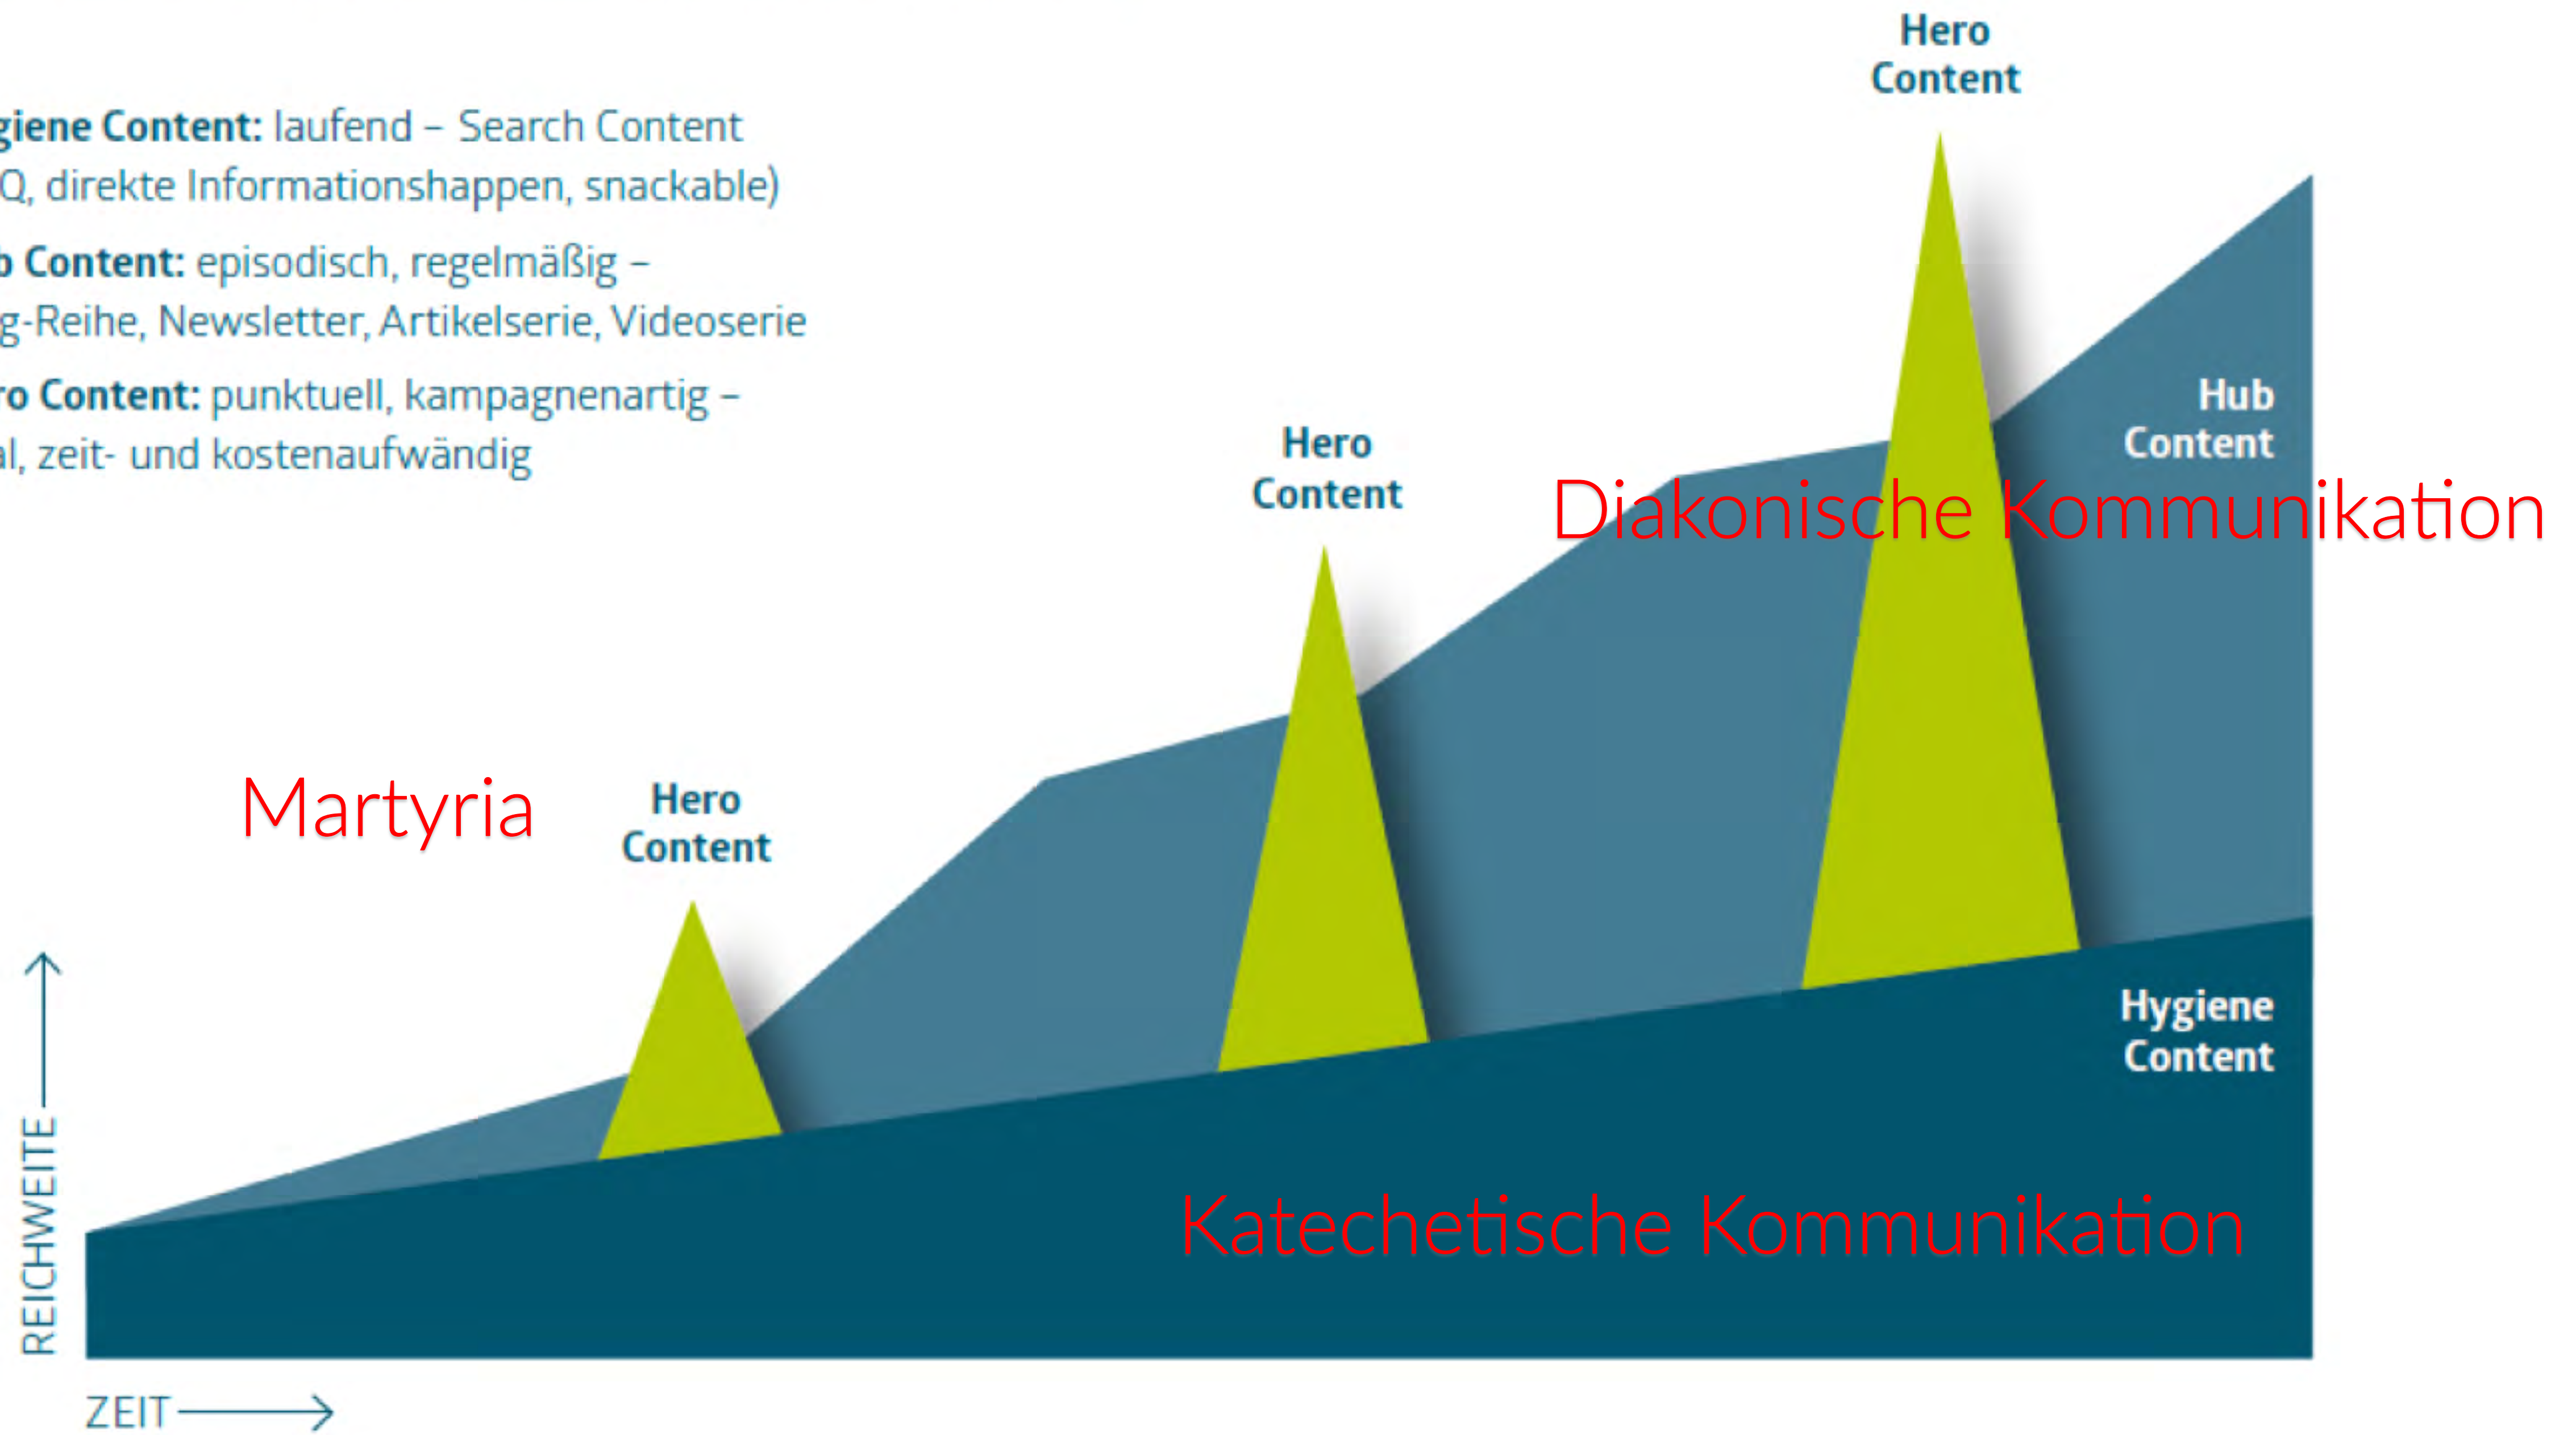 Hero
Content
giene Content: laufend – Search Content
Q, direkte Informationshappen, snackable)
b Content: episodisch, regelmäßig –
g-Reihe, Newsletter, Artikelserie, Videoserie
ro Content: punktuell, kampagnenartig –
al, zeit- und kostenaufwändig
Hub
Content
Hero
Content
Diakonische Kommunikation
Martyria
Hero
Content
Hygiene
Content
Katechetische Kommunikation
REICHWEITE
ZEIT